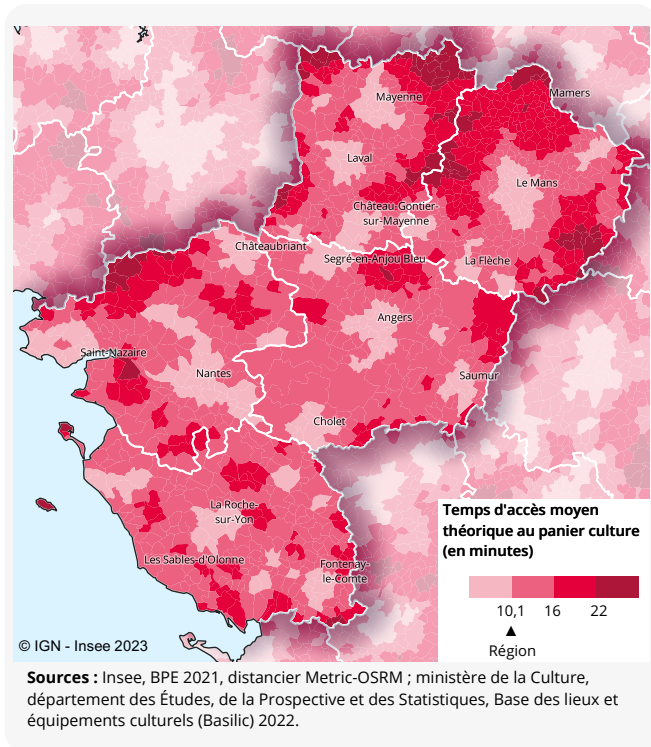 Mayenne
Mamers
Laval
Le Mans
Château-Gontier-
sur-Mayenne
Châteaubriant
Segré-en-Anjou Bleu
La Flèche
Angers
Saint-Nazaire
Nantes
Saumur
Cholet
La Roche-
sur-Yon
Les Sables-d'Olonne
Fontenay-
le-Comte
Temps d'accès moyen
théorique au panier culture
(en minutes)
10,1 16 22
▲
Région
© IGN - Insee 2023
Sources : Insee, BPE 2021, distancier Metric-OSRM ; ministère de la Culture,
département des Études, de la Prospective et des Statistiques, Base des lieux et
équipements culturels (Basilic) 2022.